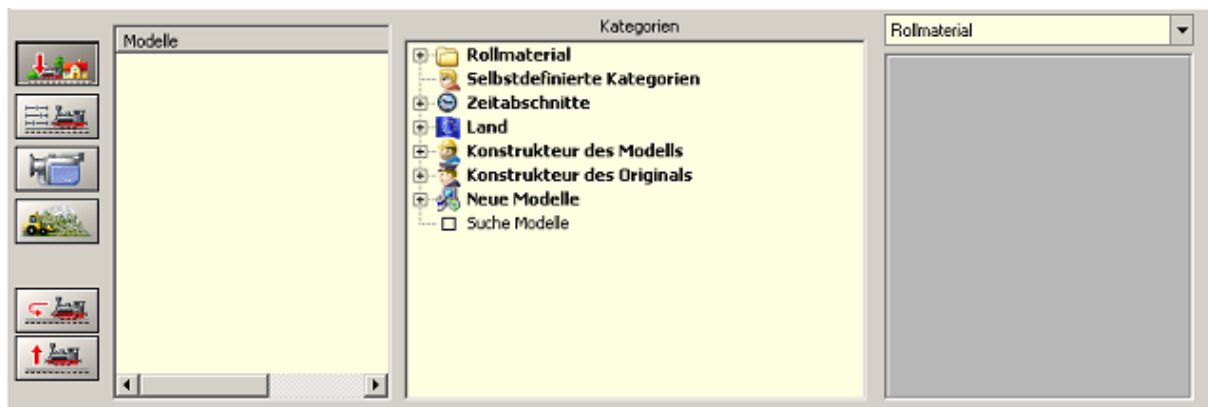 Modelle
Kategorien
Rollmaterial
Selbstdefinierte Kategorien
Zeitabschnitte
Land
Konstrukteur des Modells
Konstrukteur des Originals
Neue Modelle
Suche Modelle
Rollmaterial